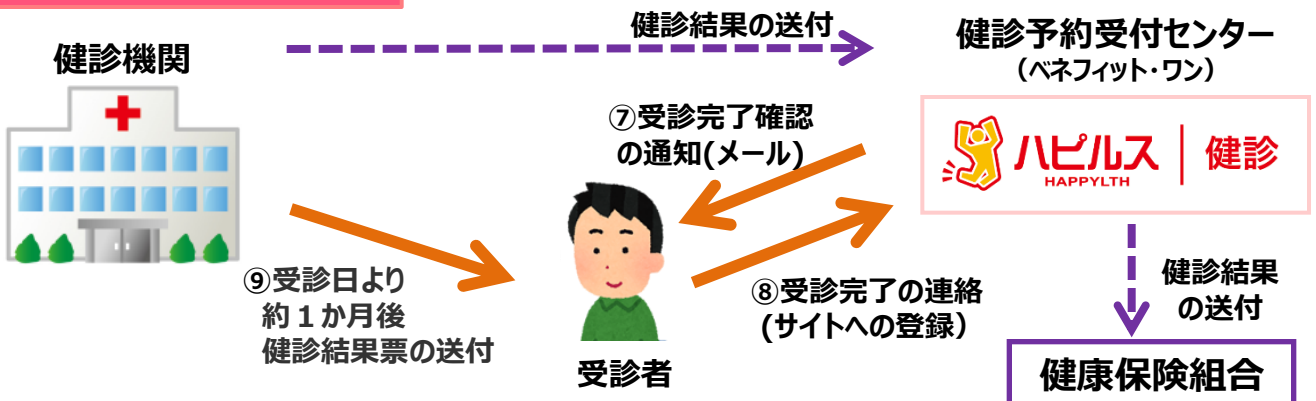 健診結果の送付
健診機関
健診予約受付センター
（ベネフィット・ワン）
⑦受診完了確認
の通知(メール)
ハピルス | 健診
HAPPYLTH
⑨受診日より
約１か月後
健診結果票の送付
⑧受診完了の連絡
(サイトへの登録）
健診結果
の送付
受診者
健康保険組合